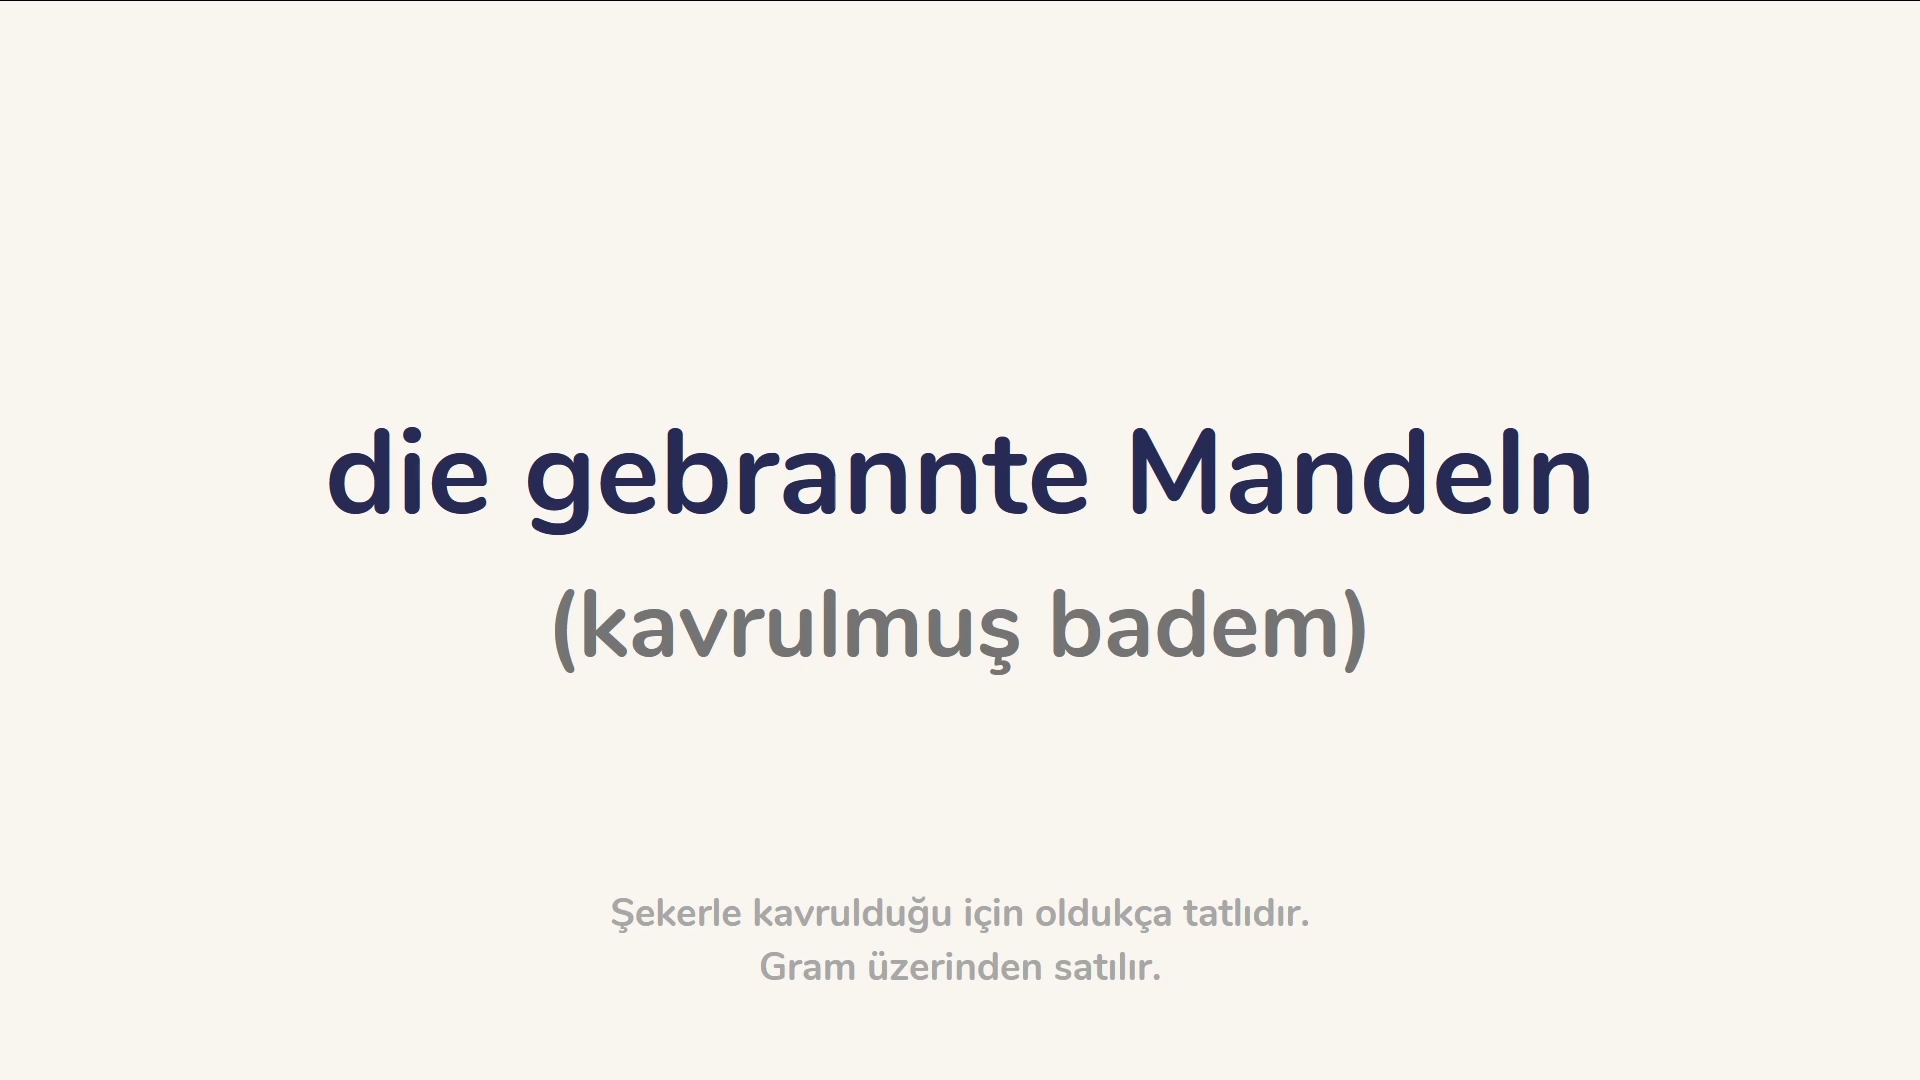 die gebrannte Mandeln
(kavrulmuş badem)
Şekerle kavrulduğu için oldukça tatlıdır.
Gram üzerinden satılır.